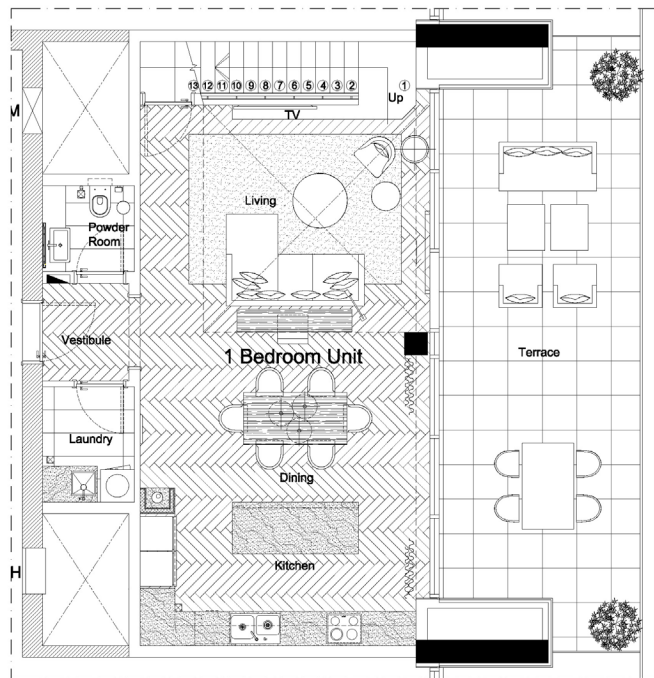 13 12 11 10 9 8 7 6 5 4 3 2
1
Up
M
TV
Living
Powder
Room
Vestibule
1 Bedroom Unit
Terrace
Laundry
Dining
Kitchen
H